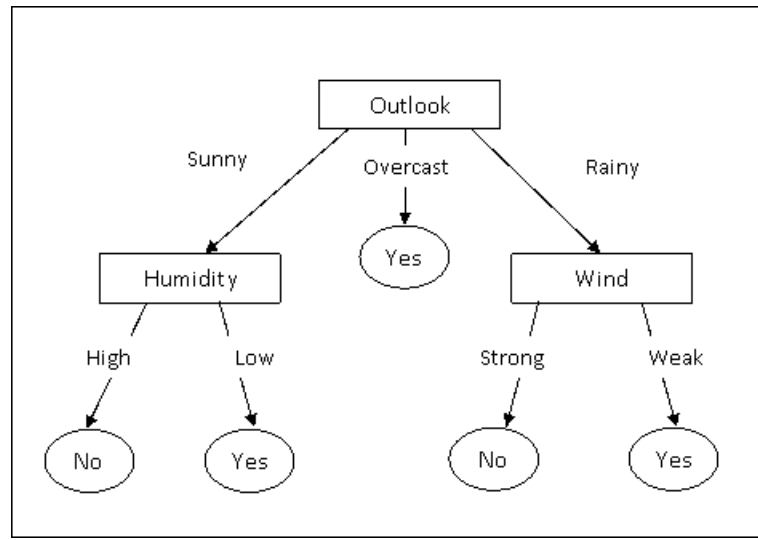 Outlook
Sunny
Overcast
Rainy
Yes
Humidity
Wind
High
Low
Strong
Weak
No
Yes
No
Yes